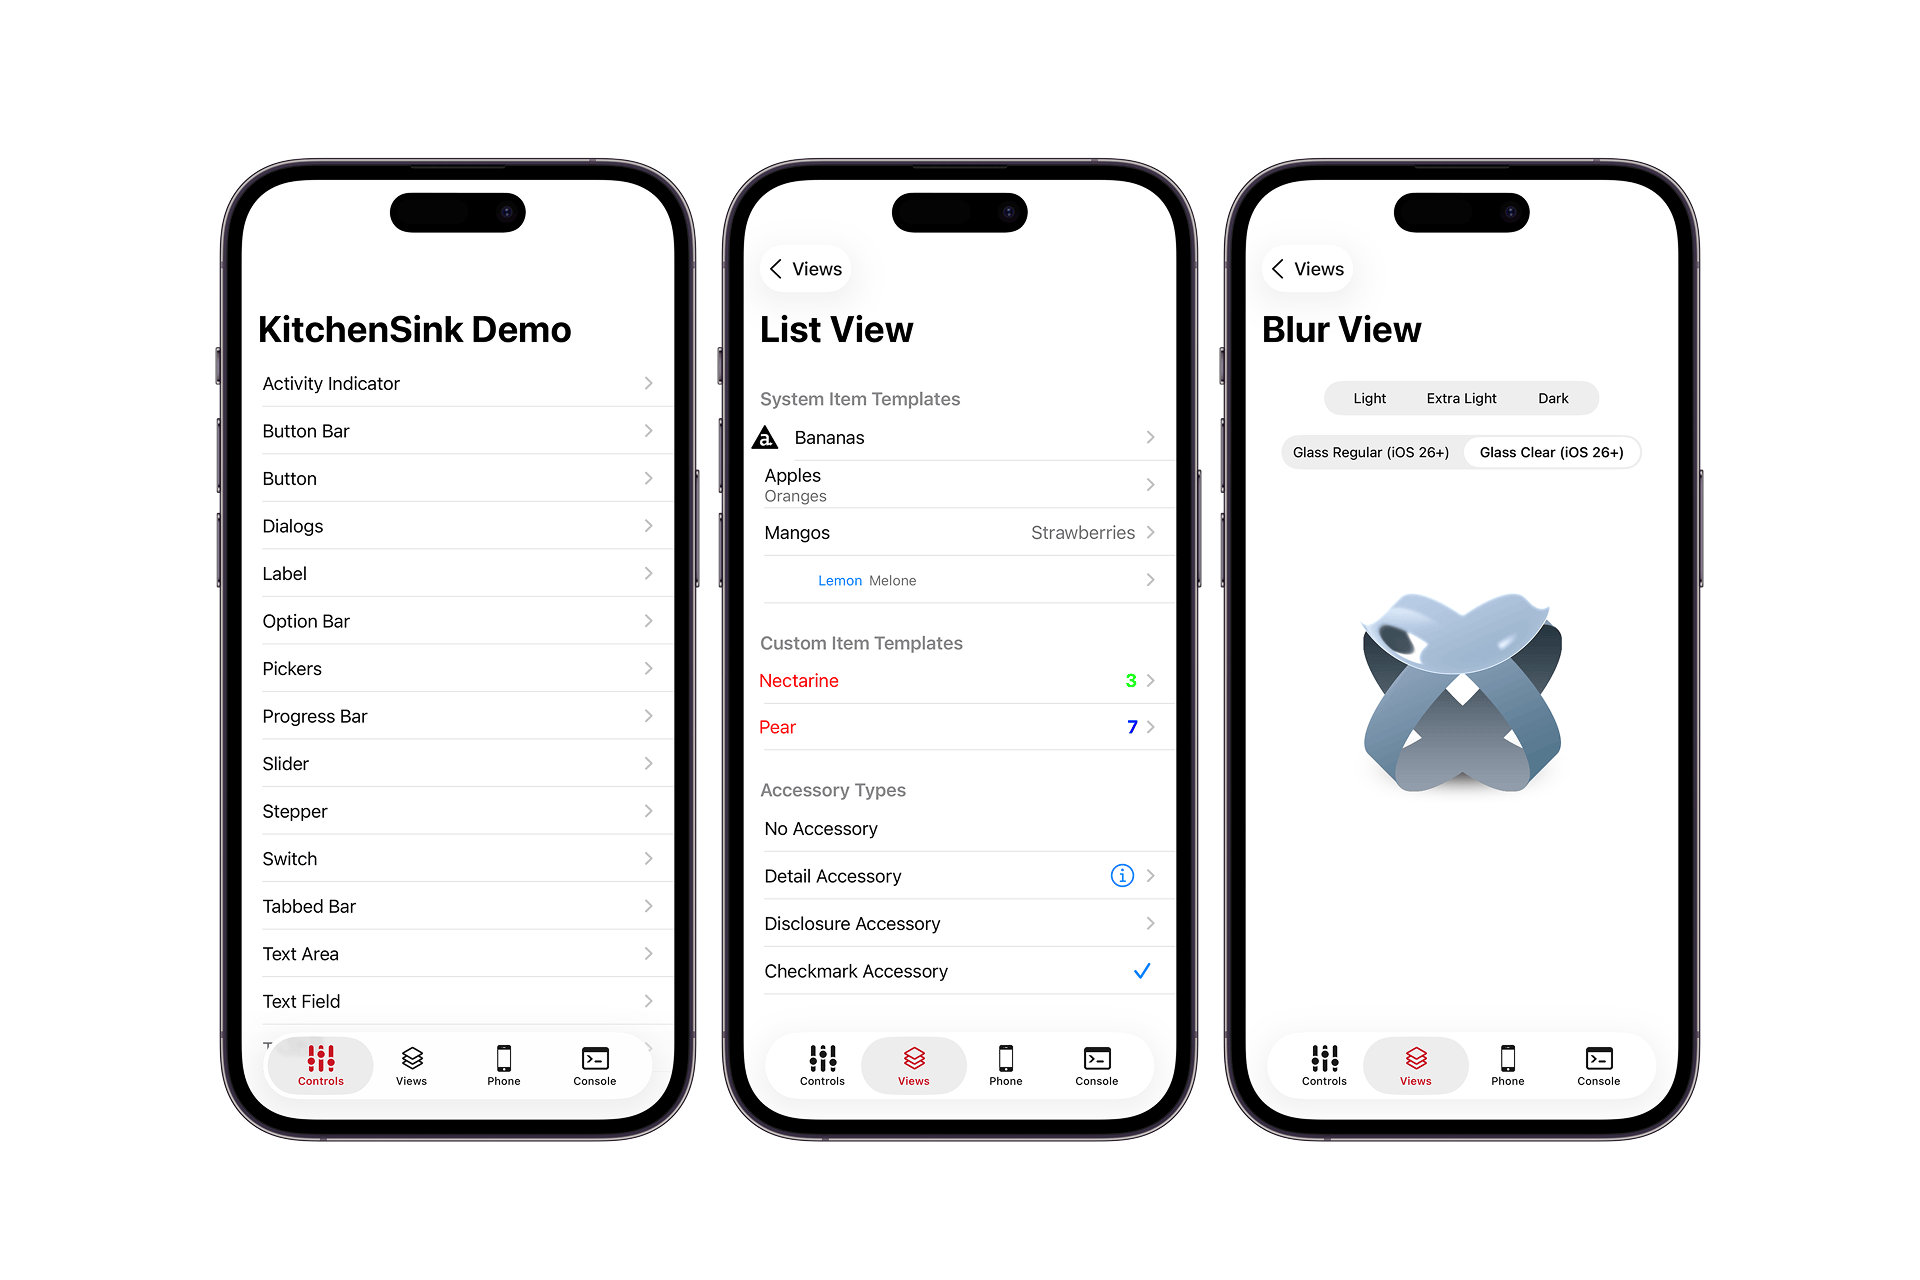 KitchenSink Demo
Activity Indicator
Button Bar
Button
Dialogs
Label
Option Bar
Pickers
Progress Bar
Slider
Stepper
Switch
Tabbed Bar
Text Area
Text Field
Controls Views Phone Console
Views
List View
System Item Templates
a Bananas
Apples
Oranges
Mangos Strawberries
Lemon Melone
Custom Item Templates
Nectarine 3
Pear 7
Accessory Types
No Accessory
Detail Accessory
Disclosure Accessory
Checkmark Accessory
Controls Views Phone Console
Views
Blur View
Light Extra Light Dark
Glass Regular (iOS 26+) Glass Clear (iOS 26+)
Controls Views Phone Console